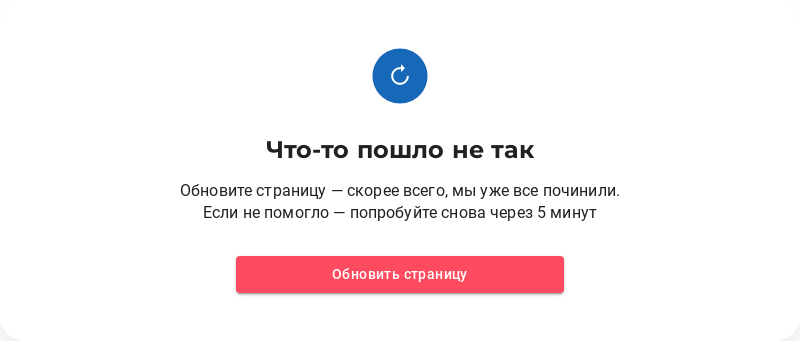 Что-то пошло не так
Обновите страницу — скорее всего, мы уже все починили.
Если не помогло — попробуйте снова через 5 минут
Обновить страницу